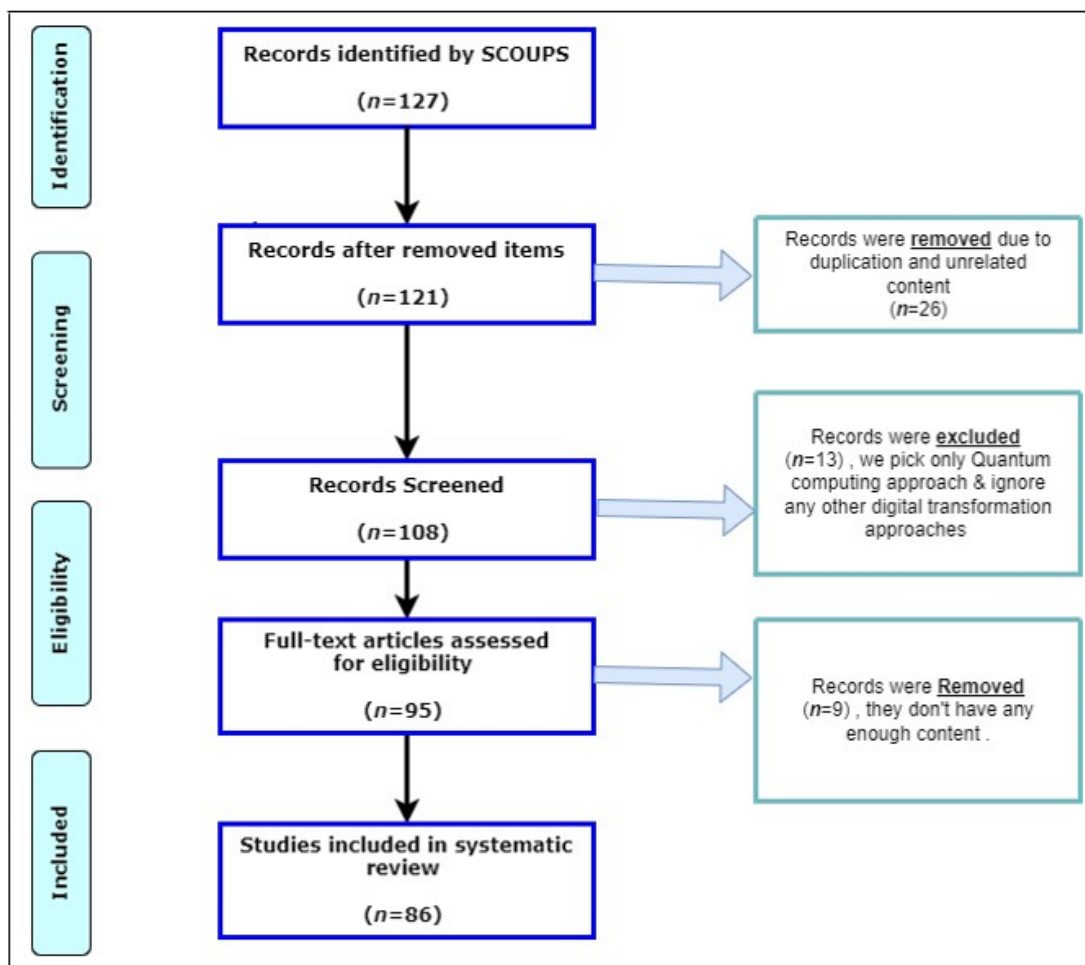 Identification
Records identified by SCOUPS
(n=127)
Records after removed items
(n=121)
Records were removed due to
duplication and unrelated
content
(n=26)
Screening
Records Screened
(n=108)
Records were excluded
(n=13) , we pick only Quantum
computing approach & ignore
any other digital transformation
approaches
Eligibility
Full-text articles assessed
for eligibility
(n=95)
Records were Removed
(n=9) , they don't have any
enough content .
Included
Studies included in systematic
review
(n=86)